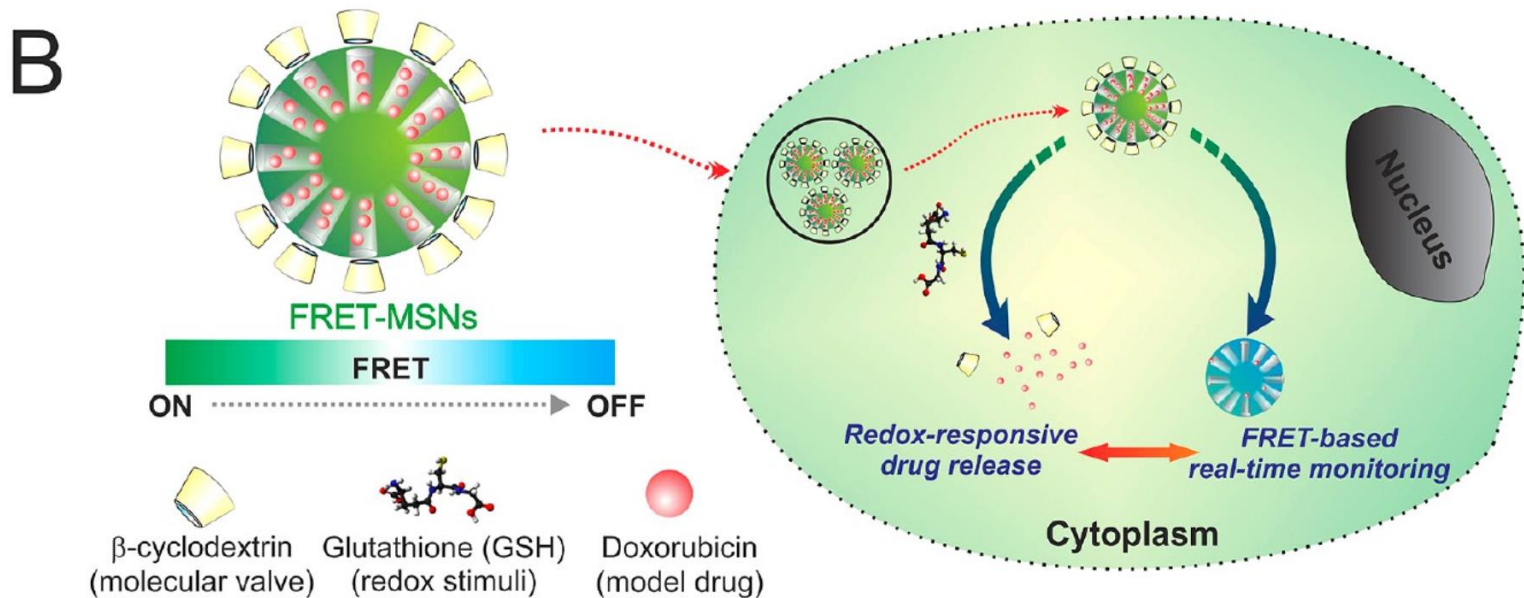 B
FRET-MSNs
FRET
ON
OFF
β-cyclodextrin
(molecular valve)
Glutathione (GSH)
(redox stimuli)
Doxorubicin
(model drug)
Nucleus
Redox-responsive
drug release
FRET-based
real-time monitoring
Cytoplasm